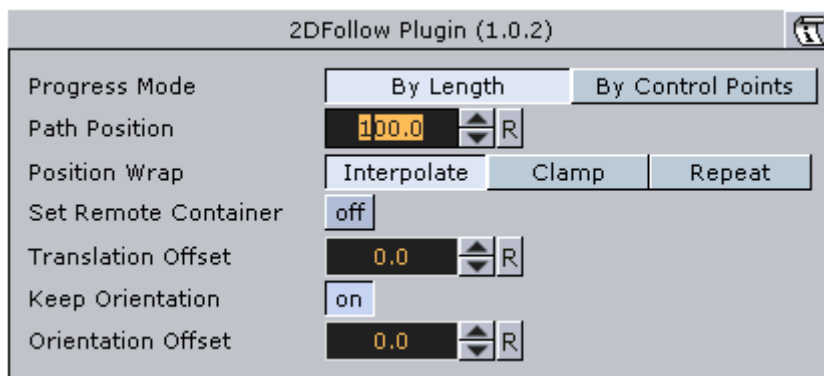 2DFollow Plugin (1.0.2)
Progress Mode By Length By Control Points
Path Position 100.0 R
Position Wrap Interpolate Clamp Repeat
Set Remote Container off
Translation Offset 0.0 R
Keep Orientation on
Orientation Offset 0.0 R